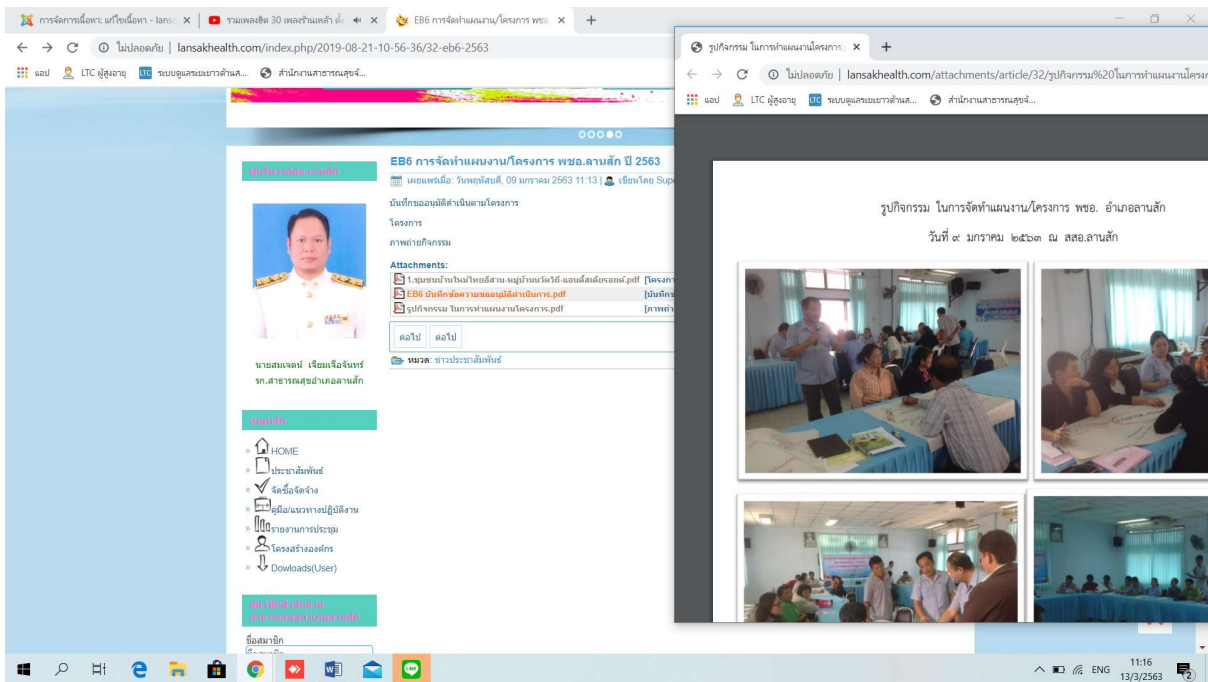 การจัดการเนื้อหา: แก้ไขเนื้อหา - lansa
รวมเพลงฮิต 30 เพลงร้านเหล้า ดั้ง
EB6 การจัดทำแผนงาน/โครงการ พชอ.
ไม่ปลอดภัย | lansakhealth.com/index.php/2019-08-21-10-56-36/32-eb6-2563
แอป
LTC ผู้สูงอายุ
LTC ระบบดูแลระยะยาวด้านส...
สำนักงานสาธารณสุขจั...
EB6 การจัดทำแผนงาน/โครงการ พชอ.ลานสัก ปี 2563
เผยแพร่เมื่อ: วันพฤหัสบดี, 09 มกราคม 2563 11:13 | เขียนโดย Sup
บันทึกขออนุมัติดำเนินตามโครงการ
โครงการ
ภาพถ่ายกิจกรรม
Attachments:
EB6 บันทึกข้อความขออนุมัติดำเนินการ.pdf [บันทึกข
รูปกิจกรรม ในการทำแผนงานโครงการ.pdf [ภาพถ่า
ต่อไป ต่อไป
หมวด: ข่าวประชาสัมพันธ์
รก.สาธารณสุขอำเภอลานสัก
เมนูหลัก
» HOME
» ประชาสัมพันธ์
» จัดซื้อจัดจ้าง
» คู่มือ/แนวทางปฏิบัติงาน
» รายงานการประชุม
» โครงสร้างองค์กร
» Dowloads(User)
ชื่อสมาชิก
รูปกิจกรรม ในการทำแผนงานโครงการ
ไม่ปลอดภัย | lansakhealth.com/attachments/article/32/รูปกิจกรรม%20ในการทำแผนงานโครง
แอป
LTC ผู้สูงอายุ
LTC ระบบดูแลระยะยาวด้านส...
สำนักงานสาธารณสุขจั...
รูปกิจกรรม ในการจัดทำแผนงาน/โครงการ พชอ. อำเภอลานสัก
วันที่ ๙ มกราคม ๒๕๖๓ ณ สสอ.ลานสัก
ENG
11:16
13/3/2563
2